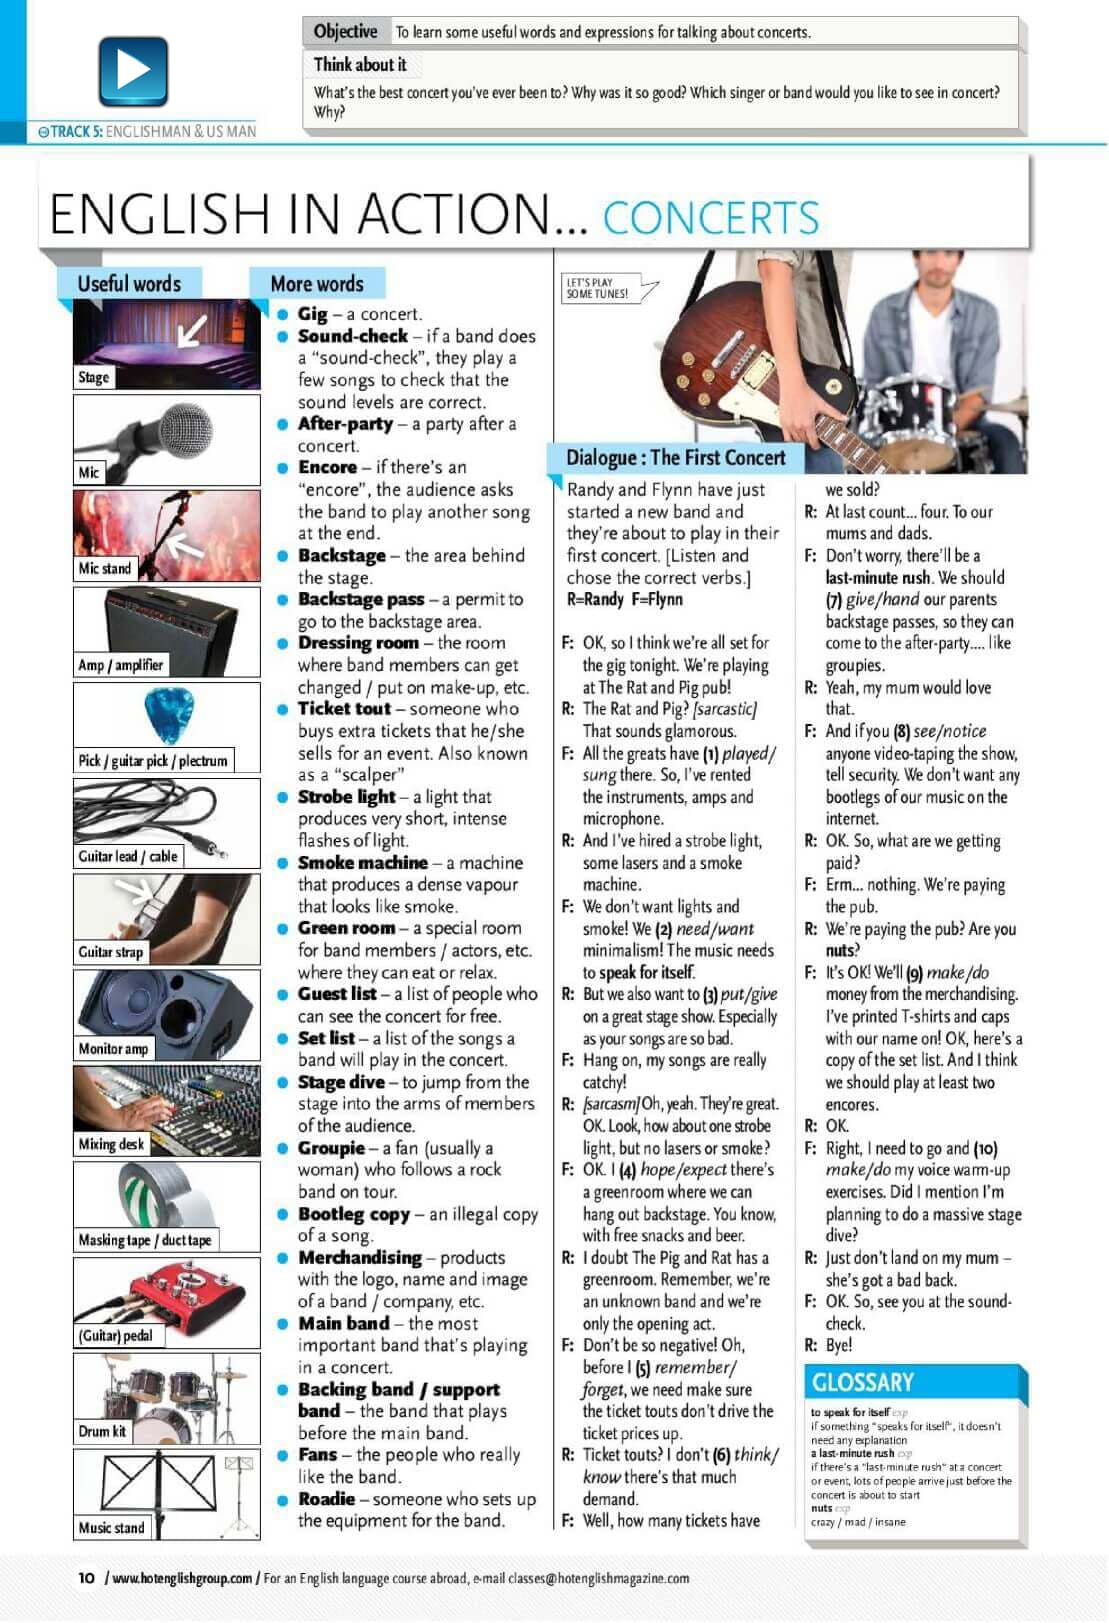 Objective To learn some useful words and expressions for talking about concerts.
Think about it
What's the best concert you've ever been to? Why was it so good? Which singer or band would you like to see in concert?
Why?
TRACK 5: ENGLISHMAN & US MAN
ENGLISH IN ACTION... CONCERTS
Useful words
Stage
Mic
Mic stand
Amp / amplifier
Pick / guitar pick / plectrum
Guitar lead / cable
Guitar strap
Monitor amp
Mixing desk
Masking tape / duct tape
(Guitar) pedal
Drum kit
Music stand
More words
Gig – a concert.
Sound-check – if a band does
a “sound-check”, they play a
few songs to check that the
sound levels are correct.
After-party – a party after a
concert.
Encore – if there's an
“encore”, the audience asks
the band to play another song
at the end.
Backstage – the area behind
the stage.
Backstage pass – a permit to
go to the backstage area.
Dressing room – the room
where band members can get
changed / put on make-up, etc.
Ticket tout – someone who
buys extra tickets that he/she
sells for an event. Also known
as a “scalper”
Strobe light – a light that
produces very short, intense
flashes of light.
Smoke machine – a machine
that produces a dense vapour
that looks like smoke.
Green room – a special room
for band members / actors, etc.
where they can eat or relax.
Guest list – a list of people who
can see the concert for free.
Set list – a list of the songs a
band will play in the concert.
Stage dive – to jump from the
stage into the arms of members
of the audience.
Groupie – a fan (usually a
woman) who follows a rock
band on tour.
Bootleg copy – an illegal copy
of a song.
Merchandising – products
with the logo, name and image
of a band / company, etc.
Main band – the most
important band that's playing
in a concert.
Backing band / support
band – the band that plays
before the main band.
Fans – the people who really
like the band.
Roadie – someone who sets up
the equipment for the band.
LET'S PLAY
SOME TUNES!
Dialogue : The First Concert
Randy and Flynn have just
started a new band and
they're about to play in their
first concert. [Listen and
chose the correct verbs.]
R=Randy F=Flynn
F: OK, so I think we're all set for
the gig tonight. We're playing
at The Rat and Pig pub!
R: The Rat and Pig? [sarcastic]
That sounds glamorous.
F: All the greats have (1) played/
sung there. So, I've rented
the instruments, amps and
microphone.
R: And I've hired a strobe light,
some lasers and a smoke
machine.
F: We don't want lights and
smoke! We (2) need/want
minimalism! The music needs
to speak for itself.
R: But we also want to (3) put/give
on a great stage show. Especially
as your songs are so bad.
F: Hang on, my songs are really
catchy!
R: [sarcasm] Oh, yeah. They're great.
OK. Look, how about one strobe
light, but no lasers or smoke?
F: OK. I (4) hope/expect there's
a greenroom where we can
hang out backstage. You know,
with free snacks and beer.
R: I doubt The Pig and Rat has a
greenroom. Remember, we're
an unknown band and we're
only the opening act.
F: Don't be so negative! Oh,
before I (5) remember/
forget, we need make sure
the ticket touts don't drive the
ticket prices up.
R: Ticket touts? I don't (6) think/
know there's that much
demand.
F: Well, how many tickets have
we sold?
R: At last count... four. To our
mums and dads.
F: Don't worry, there'll be a
last-minute rush. We should
(7) give/hand our parents
backstage passes, so they can
come to the after-party.... like
groupies.
R: Yeah, my mum would love
that.
F: And if you (8) see/notice
anyone video-taping the show,
tell security. We don't want any
bootlegs of our music on the
internet.
R: OK. So, what are we getting
paid?
F: Erm... nothing. We're paying
the pub.
R: We're paying the pub? Are you
nuts?
F: It's OK! We'll (9) make/do
money from the merchandising.
I've printed T-shirts and caps
with our name on! OK, here's a
copy of the set list. And I think
we should play at least two
encores.
R: OK.
F: Right, I need to go and (10)
make/do my voice warm-up
exercises. Did I mention I'm
planning to do a massive stage
dive?
R: Just don't land on my mum –
she's got a bad back.
F: OK. So, see you at the sound-
check.
R: Bye!
GLOSSARY
to speak for itself exp
if something “speaks for itself”, it doesn't
need any explanation
a last-minute rush exp
if there's a “last-minute rush” at a concert
or event, lots of people arrive just before the
concert is about to start
nuts exp
crazy / mad / insane
10 / www.hotenglishgroup.com / For an English language course abroad, e-mail classes@hotenglishmagazine.com